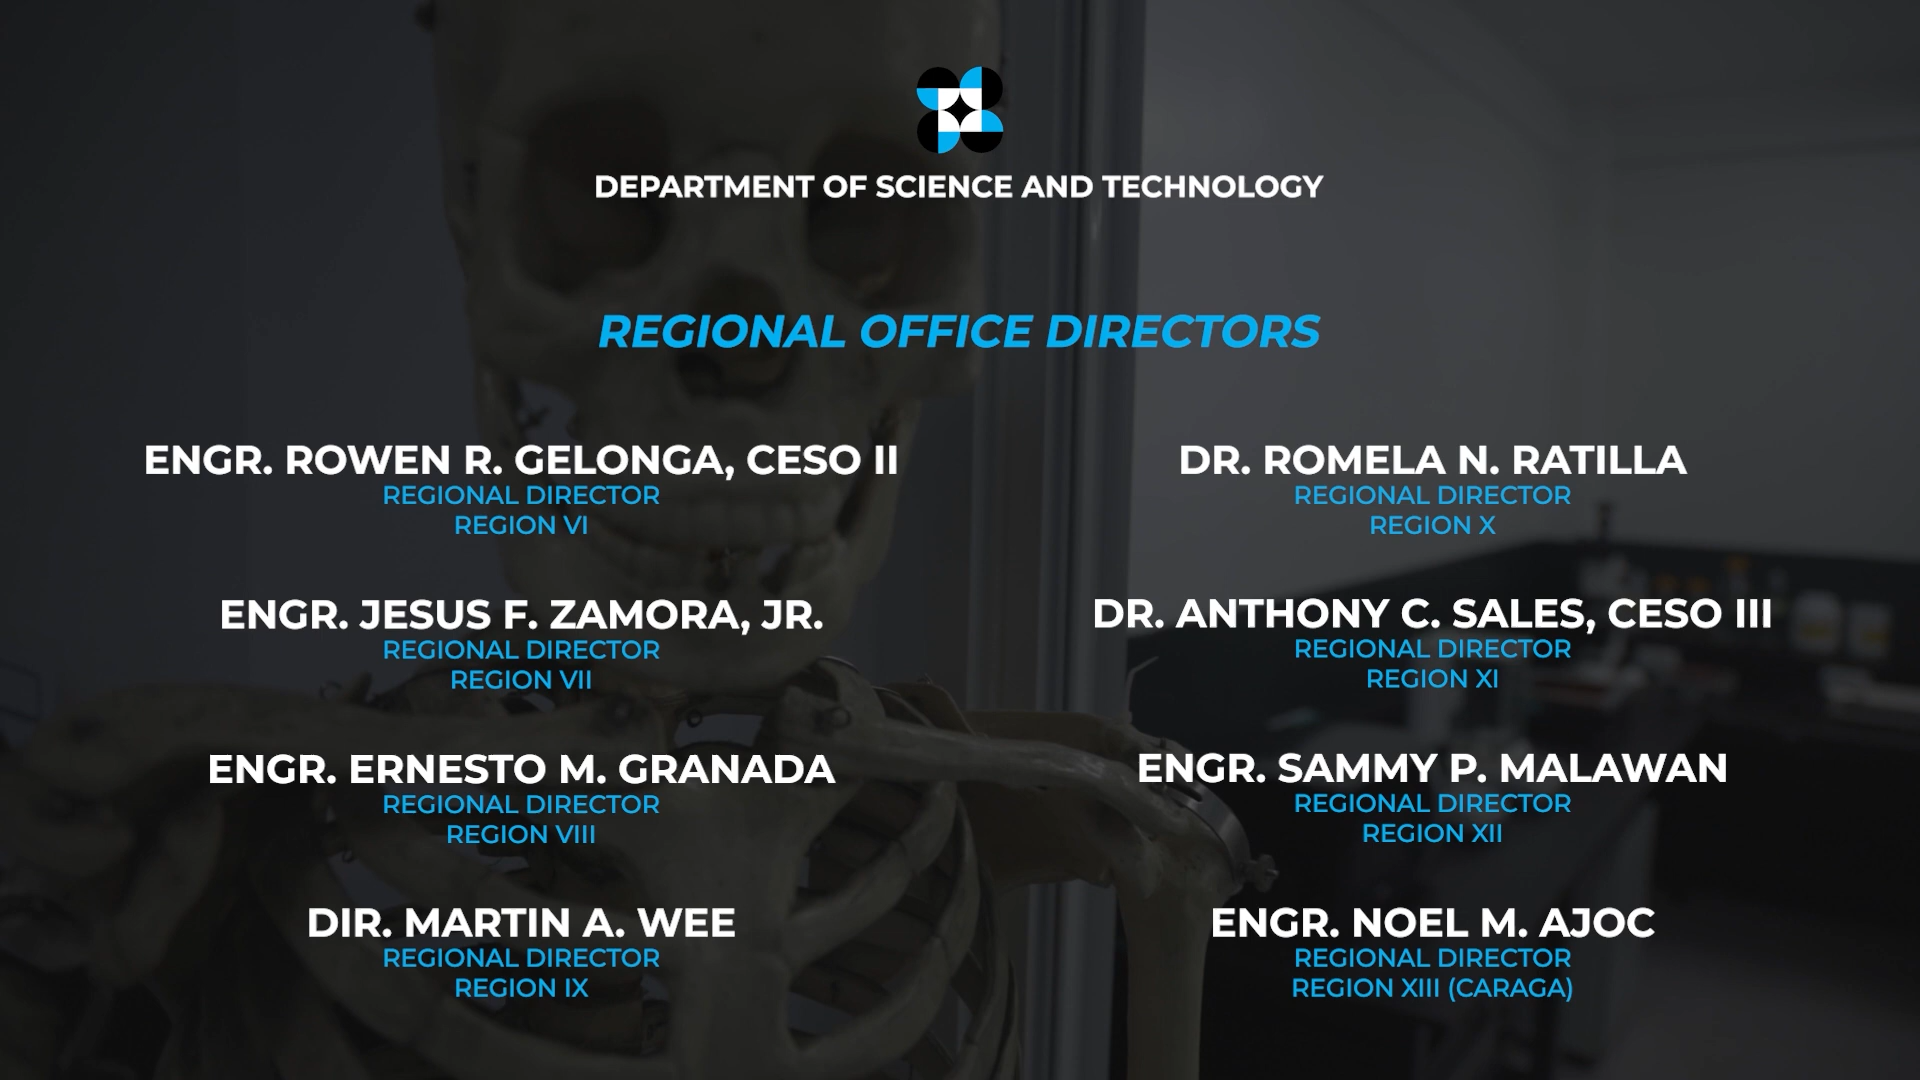 DEPARTMENT OF SCIENCE AND TECHNOLOGY
REGIONAL OFFICE DIRECTORS
ENGR. ROWEN R. GELONGA, CESO II
REGIONAL DIRECTOR
REGION VI
ENGR. JESUS F. ZAMORA, JR.
REGIONAL DIRECTOR
REGION VII
ENGR. ERNESTO M. GRANADA
REGIONAL DIRECTOR
REGION VIII
DIR. MARTIN A. WEE
REGIONAL DIRECTOR
REGION IX
DR. ROMELA N. RATILLA
REGIONAL DIRECTOR
REGION X
DR. ANTHONY C. SALES, CESO III
REGIONAL DIRECTOR
REGION XI
ENGR. SAMMY P. MALAWAN
REGIONAL DIRECTOR
REGION XII
ENGR. NOEL M. AJOC
REGIONAL DIRECTOR
REGION XIII (CARAGA)